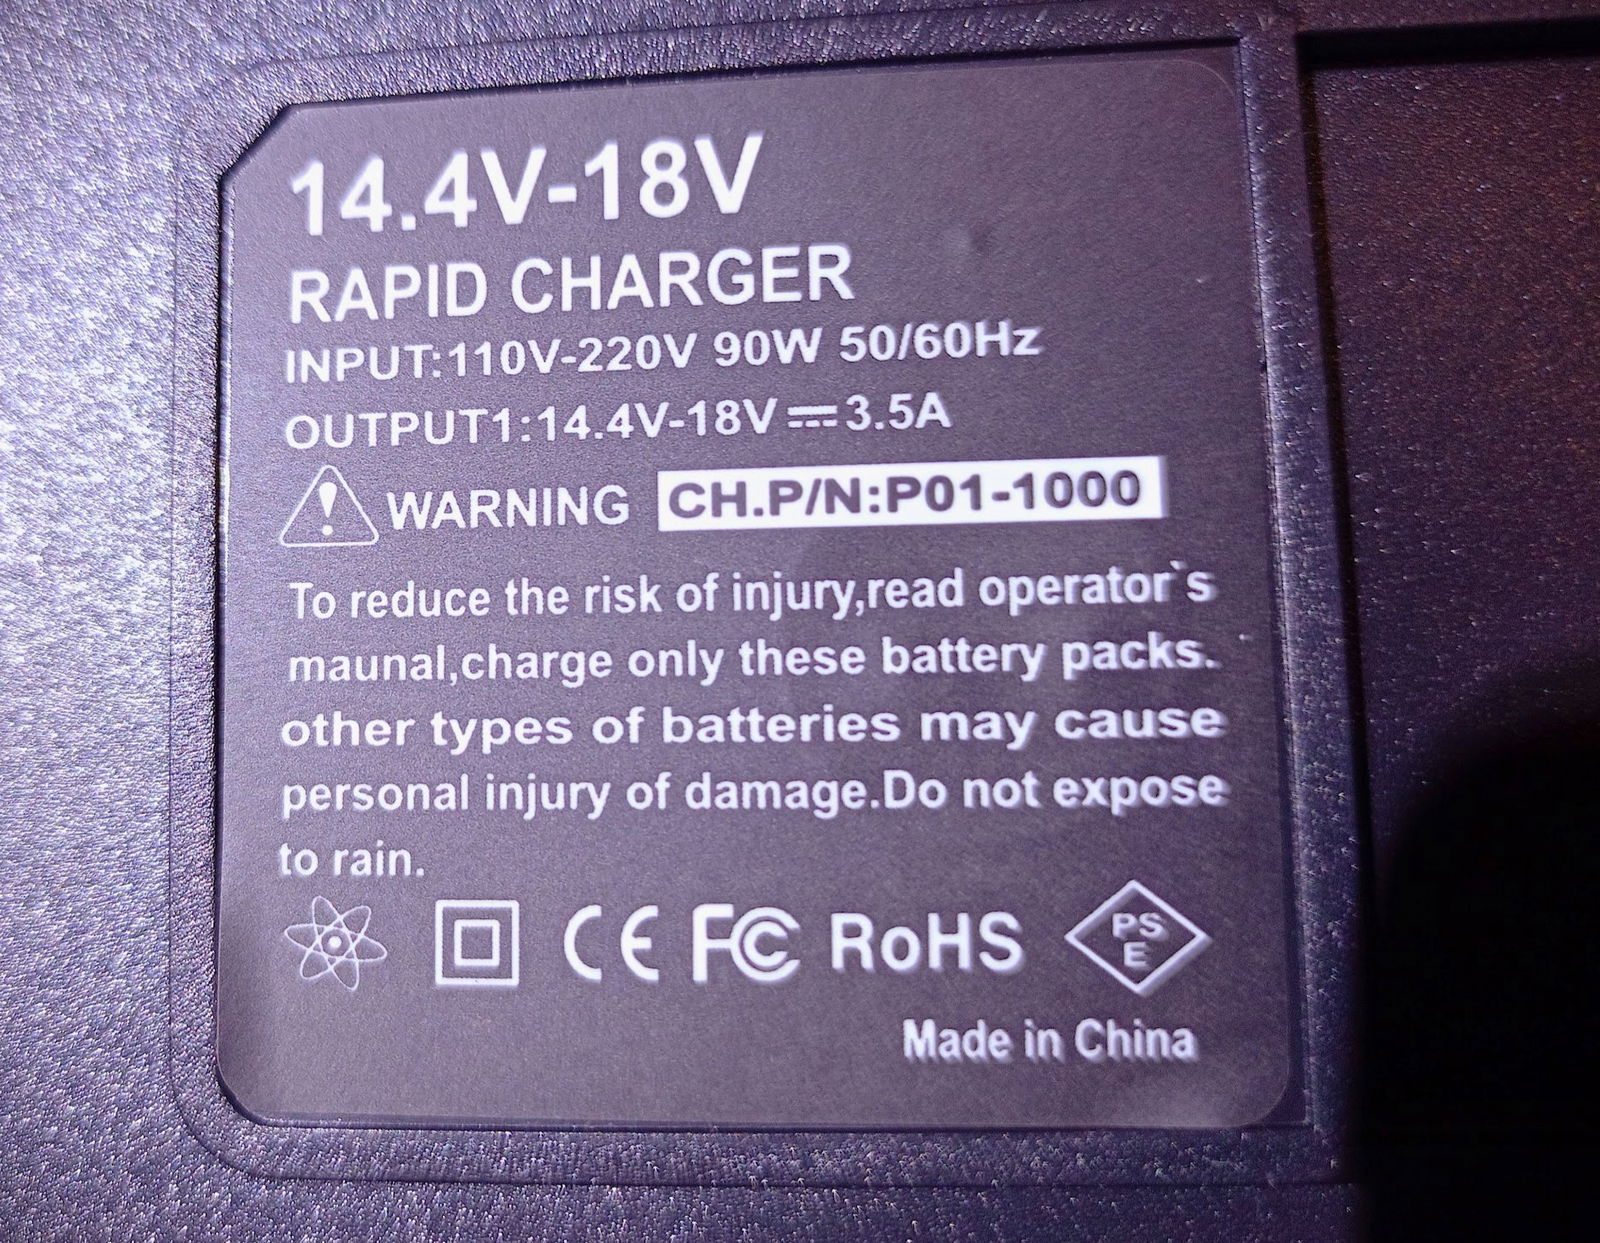 14.4V-18V
RAPID CHARGER
INPUT:110V-220V 90W 50/60Hz
OUTPUT1:14.4V-18V⎓3.5A
WARNING CH.P/N:P01-1000
To reduce the risk of injury,read operator`s
maunal,charge only these battery packs.
other types of batteries may cause
personal injury of damage.Do not expose
to rain.
CE FC RoHS PS
E
Made in China